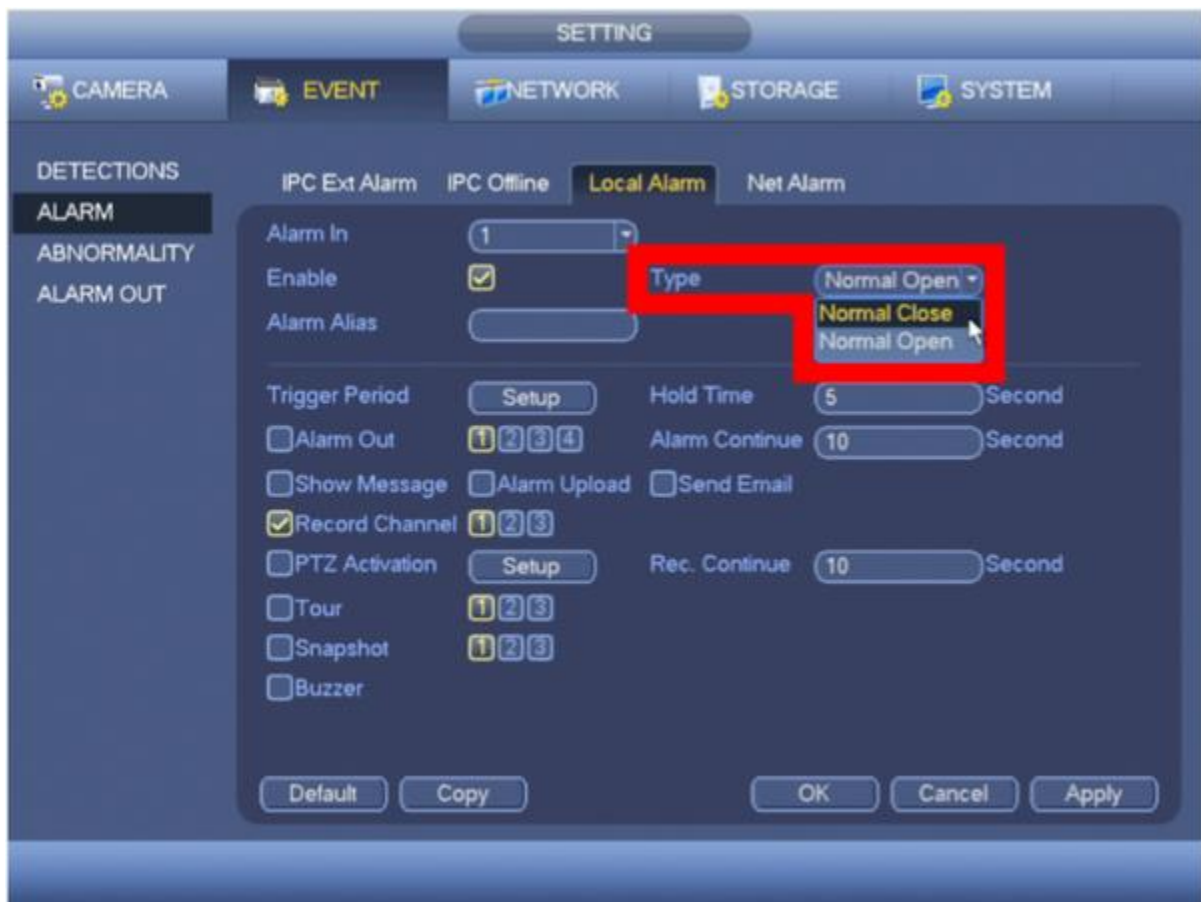 SETTING
CAMERA EVENT NETWORK STORAGE SYSTEM
DETECTIONS
ALARM
ABNORMALITY
ALARM OUT
IPC Ext Alarm IPC Offline Local Alarm Net Alarm
Alarm In 1
Enable Type Normal Open
Normal Close
Normal Open
Alarm Alias
Trigger Period Setup Hold Time 5 Second
Alarm Out 1 2 3 4 Alarm Continue 10 Second
Show Message Alarm Upload Send Email
Record Channel 1 2 3
PTZ Activation Setup Rec. Continue 10 Second
Tour 1 2 3
Snapshot 1 2 3
Buzzer
Default Copy OK Cancel Apply